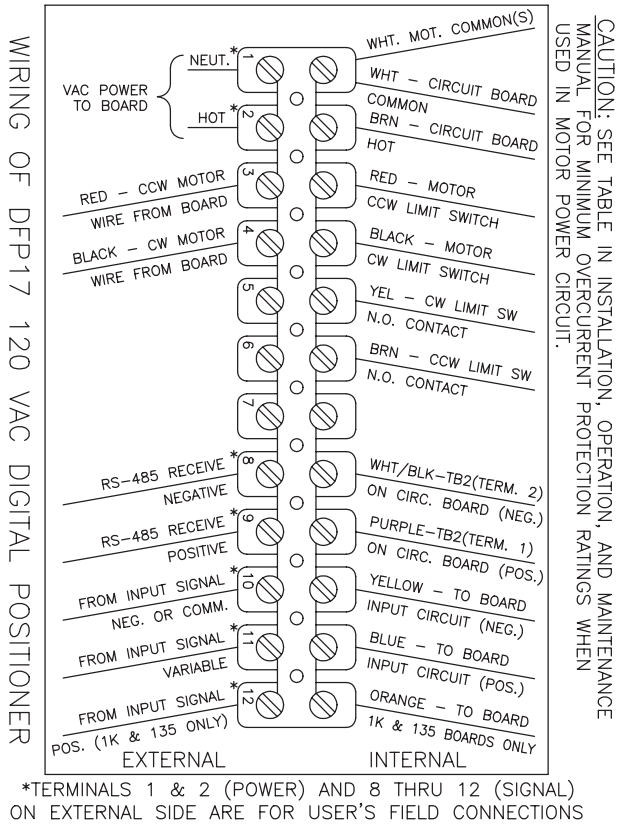 WIRING OF DFP17 120 VAC DIGITAL POSITIONER
CAUTION: SEE TABLE IN INSTALLATION, OPERATION, AND MAINTENANCE
MANUAL FOR MINIMUM OVERCURRENT PROTECTION RATINGS WHEN
USED IN MOTOR POWER CIRCUIT.
VAC POWER
TO BOARD
NEUT.*
1
WHT. MOT. COMMON(S)
WHT - CIRCUIT BOARD
COMMON
HOT *
2
BRN - CIRCUIT BOARD
HOT
RED - CCW MOTOR
WIRE FROM BOARD
3
RED - MOTOR
CCW LIMIT SWITCH
BLACK - CW MOTOR
WIRE FROM BOARD
4
BLACK - MOTOR
CW LIMIT SWITCH
5
YEL - CW LIMIT SW
N.O. CONTACT
6
BRN - CCW LIMIT SW
N.O. CONTACT
7
RS-485 RECEIVE *
NEGATIVE
8
WHT/BLK-TB2(TERM. 2)
ON CIRC. BOARD (NEG.)
RS-485 RECEIVE *
POSITIVE
9
PURPLE-TB2(TERM. 1)
ON CIRC. BOARD (POS.)
FROM INPUT SIGNAL *
NEG. OR COMM.
10
YELLOW - TO BOARD
INPUT CIRCUIT (NEG.)
FROM INPUT SIGNAL *
VARIABLE
11
BLUE - TO BOARD
INPUT CIRCUIT (POS.)
FROM INPUT SIGNAL *
POS. (1K & 135 ONLY)
12
ORANGE - TO BOARD
1K & 135 BOARDS ONLY
EXTERNAL
INTERNAL
*TERMINALS 1 & 2 (POWER) AND 8 THRU 12 (SIGNAL)
ON EXTERNAL SIDE ARE FOR USER'S FIELD CONNECTIONS